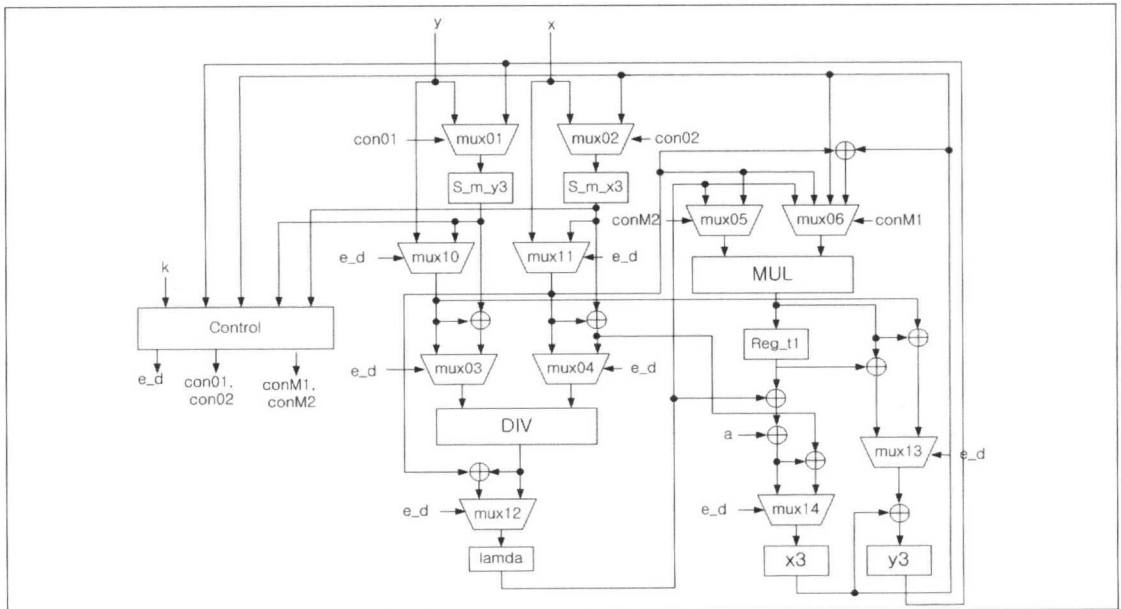 y x
con01 mux01 mux02 con02
S_m_y3 S_m_x3
conM2 mux05 mux06 conM1
e_d mux10 mux11 e_d
k
MUL
Control
Reg_t1
e_d con01, con02 conM1, conM2
e_d mux03 mux04 e_d
DIV
a
mux13 e_d
e_d mux12
e_d mux14
lamda
x3 y3